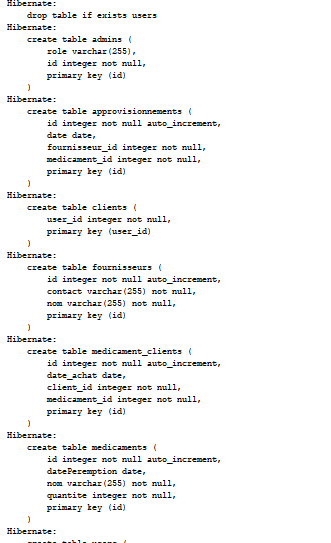 Hibernate:
drop table if exists users
Hibernate:
create table admins (
role varchar(255),
id integer not null,
primary key (id)
)
Hibernate:
create table approvisionnements (
id integer not null auto_increment,
date date,
fournisseur_id integer not null,
medicament_id integer not null,
primary key (id)
)
Hibernate:
create table clients (
user_id integer not null,
primary key (user_id)
)
Hibernate:
create table fournisseurs (
id integer not null auto_increment,
contact varchar(255) not null,
nom varchar(255) not null,
primary key (id)
)
Hibernate:
create table medicament_clients (
id integer not null auto_increment,
date_achat date,
client_id integer not null,
medicament_id integer not null,
primary key (id)
)
Hibernate:
create table medicaments (
id integer not null auto_increment,
datePeremption date,
nom varchar(255) not null,
quantite integer not null,
primary key (id)
)
Hibernate:
create table users (